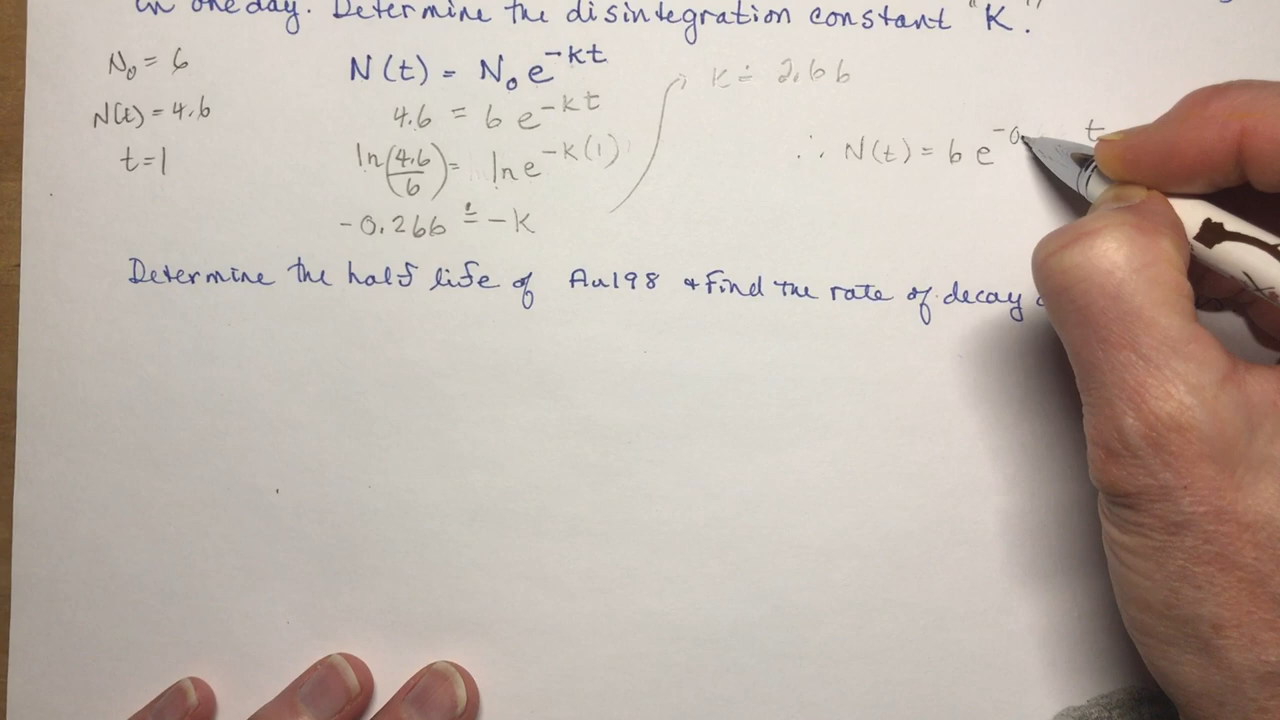 in one day. Determine the disintegration constant "K."
N₀ = 6
N(t) = 4.6
t=1
N(t) = N₀e^-kt
4.6 = 6e^-kt
ln(4.6/6) = ln e^-k(1)
-0.266 ≐ -K
K ≐ 2.66
∴ N(t) = 6e^-0 t
Determine the half life of Au198 & find the rate of decay